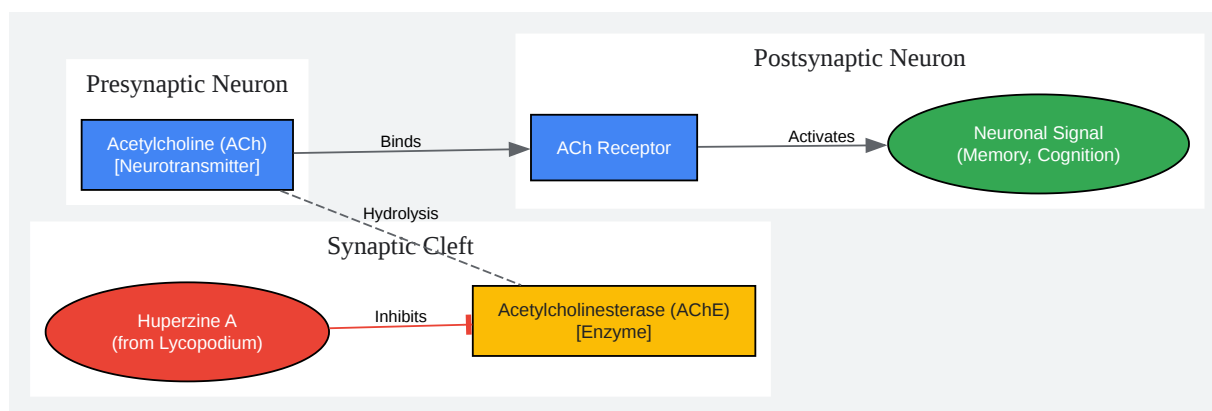 Presynaptic Neuron
Acetylcholine (ACh)
[Neurotransmitter]
Binds
Postsynaptic Neuron
ACh Receptor
Activates
Neuronal Signal
(Memory, Cognition)
Hydrolysis
Synaptic Cleft
Huperzine A
(from Lycopodium)
Inhibits
Acetylcholinesterase (AChE)
[Enzyme]